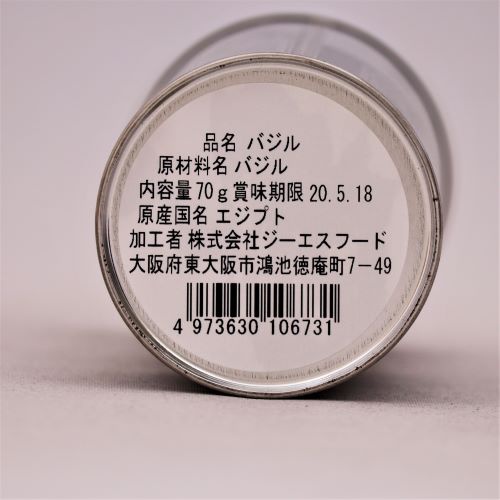 品名 バジル
原材料名 バジル
内容量70g賞味期限 20.5.18
原産国名 エジプト
加工者 株式会社ジーエスフード
大阪府東大阪市鴻池徳庵町7-49
4 973630 106731